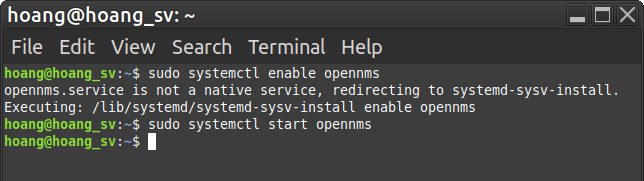 hoang@hoang_sv: ~
File Edit View Search Terminal Help
hoang@hoang_sv:~$ sudo systemctl enable opennms
opennms.service is not a native service, redirecting to systemd-sysv-install.
Executing: /lib/systemd/systemd-sysv-install enable opennms
hoang@hoang_sv:~$ sudo systemctl start opennms
hoang@hoang_sv:~$